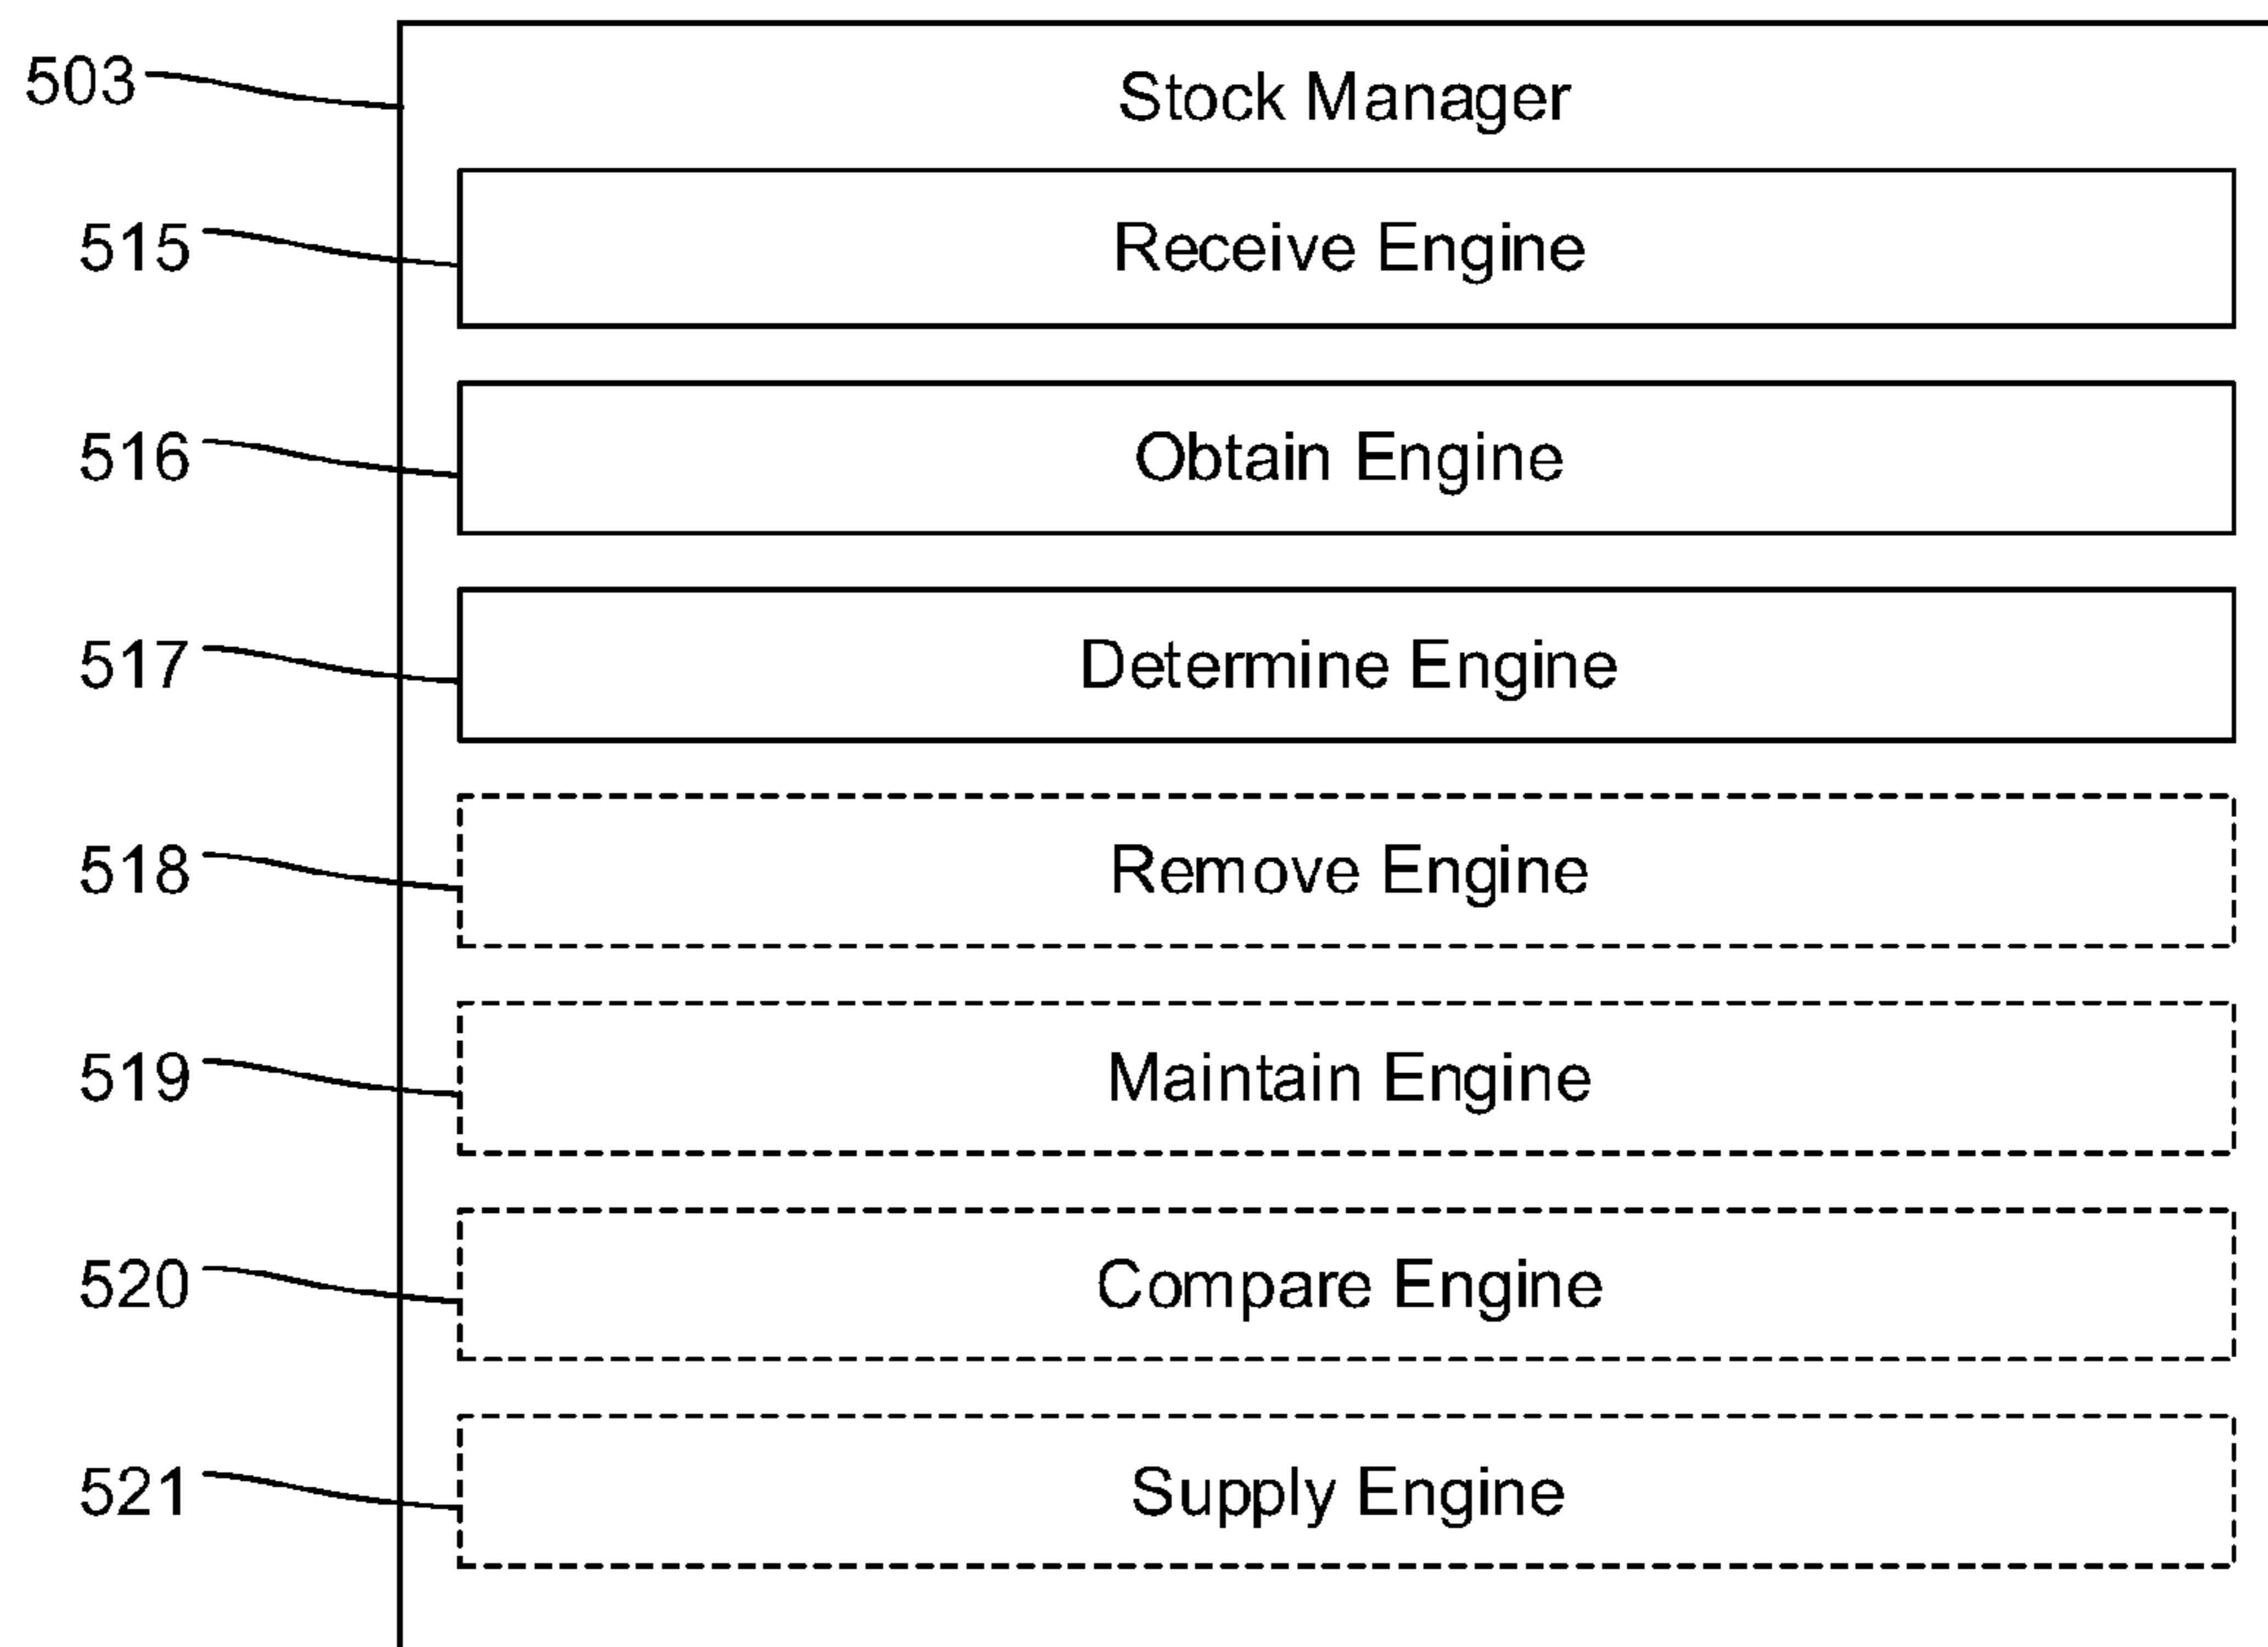 503 Stock Manager
515 Receive Engine
516 Obtain Engine
517 Determine Engine
518 Remove Engine
519 Maintain Engine
520 Compare Engine
521 Supply Engine